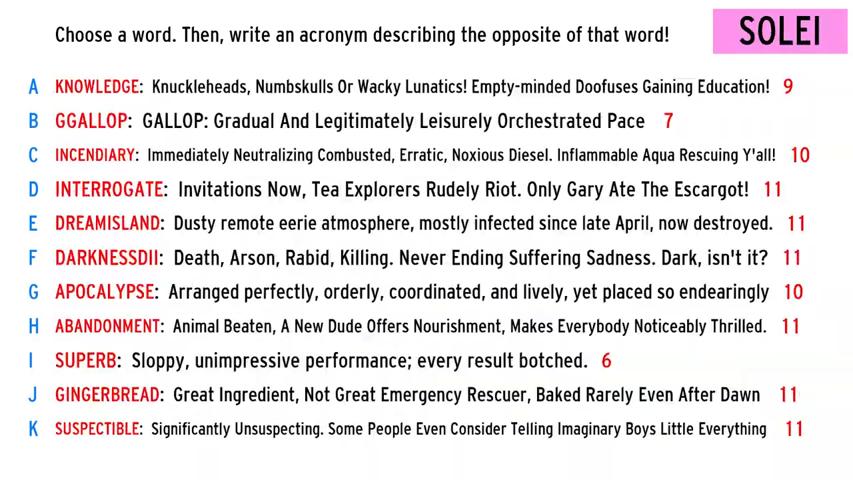 Choose a word. Then, write an acronym describing the opposite of that word!
SOLEI
A KNOWLEDGE: Knuckleheads, Numbskulls Or Wacky Lunatics! Empty-minded Doofuses Gaining Education! 9
B GGALLOP: GALLOP: Gradual And Legitimately Leisurely Orchestrated Pace 7
C INCENDIARY: Immediately Neutralizing Combusted, Erratic, Noxious Diesel. Inflammable Aqua Rescuing Y'all! 10
D INTERROGATE: Invitations Now, Tea Explorers Rudely Riot. Only Gary Ate The Escargot! 11
E DREAMISLAND: Dusty remote eerie atmosphere, mostly infected since late April, now destroyed. 11
F DARKNESSDII: Death, Arson, Rabid, Killing. Never Ending Suffering Sadness. Dark, isn't it? 11
G APOCALYPSE: Arranged perfectly, orderly, coordinated, and lively, yet placed so endearingly 10
H ABANDONMENT: Animal Beaten, A New Dude Offers Nourishment, Makes Everybody Noticeably Thrilled. 11
I SUPERB: Sloppy, unimpressive performance; every result botched. 6
J GINGERBREAD: Great Ingredient, Not Great Emergency Rescuer, Baked Rarely Even After Dawn 11
K SUSPECTIBLE: Significantly Unsuspecting. Some People Even Consider Telling Imaginary Boys Little Everything 11